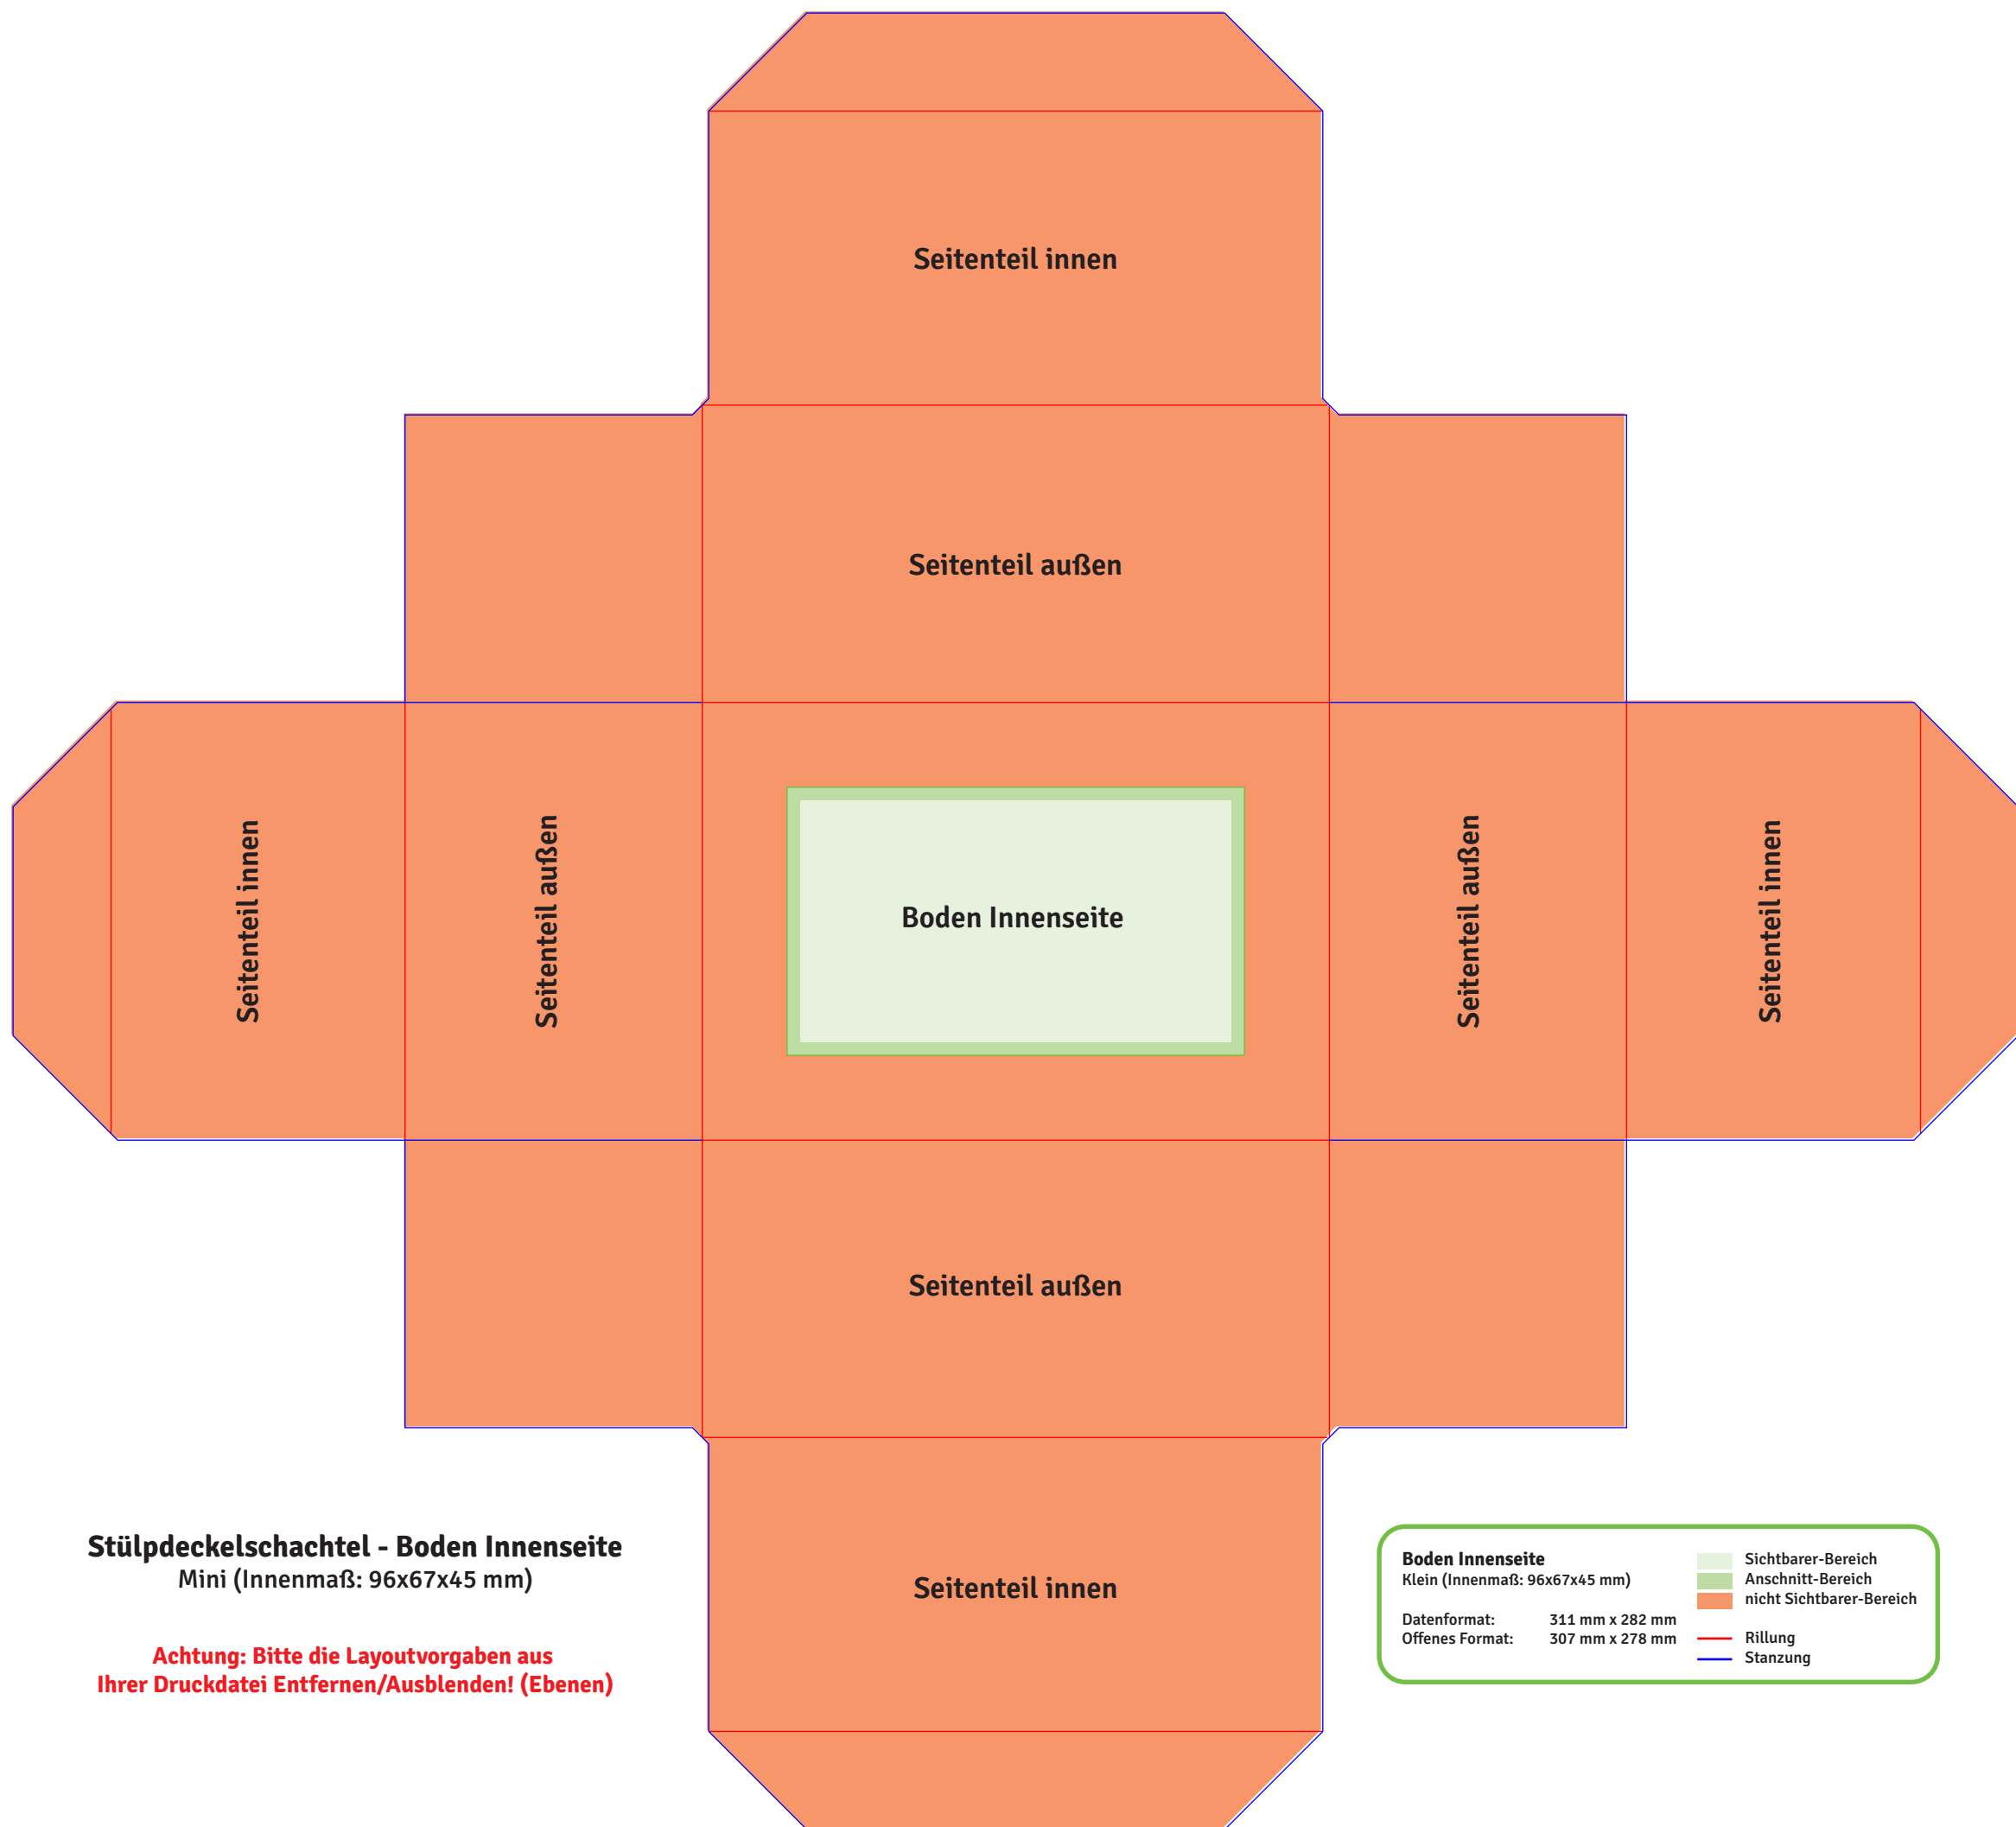 Seitenteil innen
Seitenteil außen
Seitenteil innen
Seitenteil außen
Boden Innenseite
Seitenteil außen
Seitenteil innen
Seitenteil außen
Seitenteil innen
Stülpdeckelschachtel - Boden Innenseite
Mini (Innenmaß: 96x67x45 mm)
Achtung: Bitte die Layoutvorgaben aus
Ihrer Druckdatei Entfernen/Ausblenden! (Ebenen)
Boden Innenseite
Klein (Innenmaß: 96x67x45 mm)
Datenformat: 311 mm x 282 mm
Offenes Format: 307 mm x 278 mm
Sichtbarer-Bereich
Anschnitt-Bereich
nicht Sichtbarer-Bereich
Rillung
Stanzung